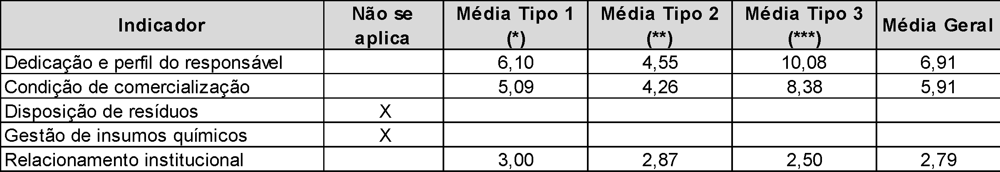 Indicador | Não se aplica | Média Tipo 1 (*) | Média Tipo 2 (**) | Média Tipo 3 (***) | Média Geral
Dedicação e perfil do responsável | | 6,10 | 4,55 | 10,08 | 6,91
Condição de comercialização | | 5,09 | 4,26 | 8,38 | 5,91
Disposição de resíduos | X | | | |
Gestão de insumos químicos | X | | | |
Relacionamento institucional | | 3,00 | 2,87 | 2,50 | 2,79